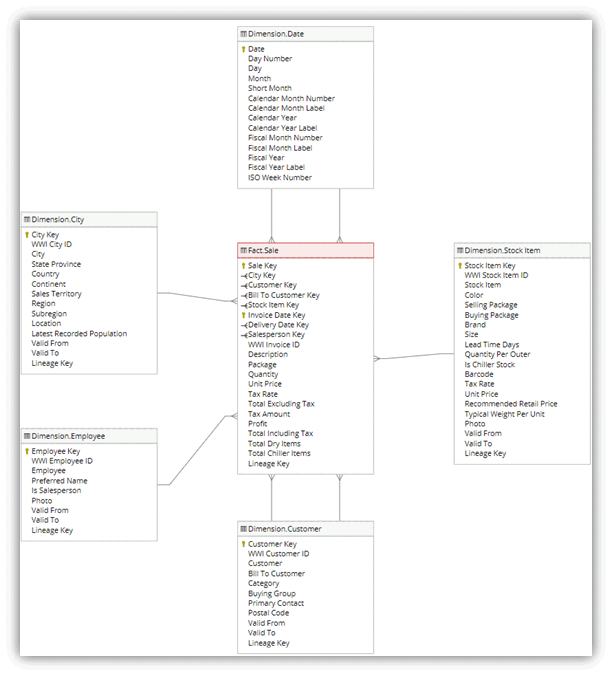 Dimension.Date
Date
Day Number
Day
Month
Short Month
Calendar Month Number
Calendar Month Label
Calendar Year
Calendar Year Label
Fiscal Month Number
Fiscal Month Label
Fiscal Year
Fiscal Year Label
ISO Week Number
Dimension.City
City Key
WWI City ID
City
State Province
Country
Continent
Sales Territory
Region
Subregion
Location
Latest Recorded Population
Valid From
Valid To
Lineage Key
Fact.Sale
Sale Key
City Key
Customer Key
Bill To Customer Key
Stock Item Key
Invoice Date Key
Delivery Date Key
Salesperson Key
WWI Invoice ID
Description
Package
Quantity
Unit Price
Tax Rate
Total Excluding Tax
Tax Amount
Profit
Total Including Tax
Total Dry Items
Total Chiller Items
Lineage Key
Dimension.Stock Item
Stock Item Key
WWI Stock Item ID
Stock Item
Color
Selling Package
Buying Package
Brand
Size
Lead Time Days
Quantity Per Outer
Is Chiller Stock
Barcode
Tax Rate
Unit Price
Recommended Retail Price
Typical Weight Per Unit
Photo
Valid From
Valid To
Lineage Key
Dimension.Employee
Employee Key
WWI Employee ID
Employee
Preferred Name
Is Salesperson
Photo
Valid From
Valid To
Lineage Key
Dimension.Customer
Customer Key
WWI Customer ID
Customer
Bill To Customer
Category
Buying Group
Primary Contact
Postal Code
Valid From
Valid To
Lineage Key